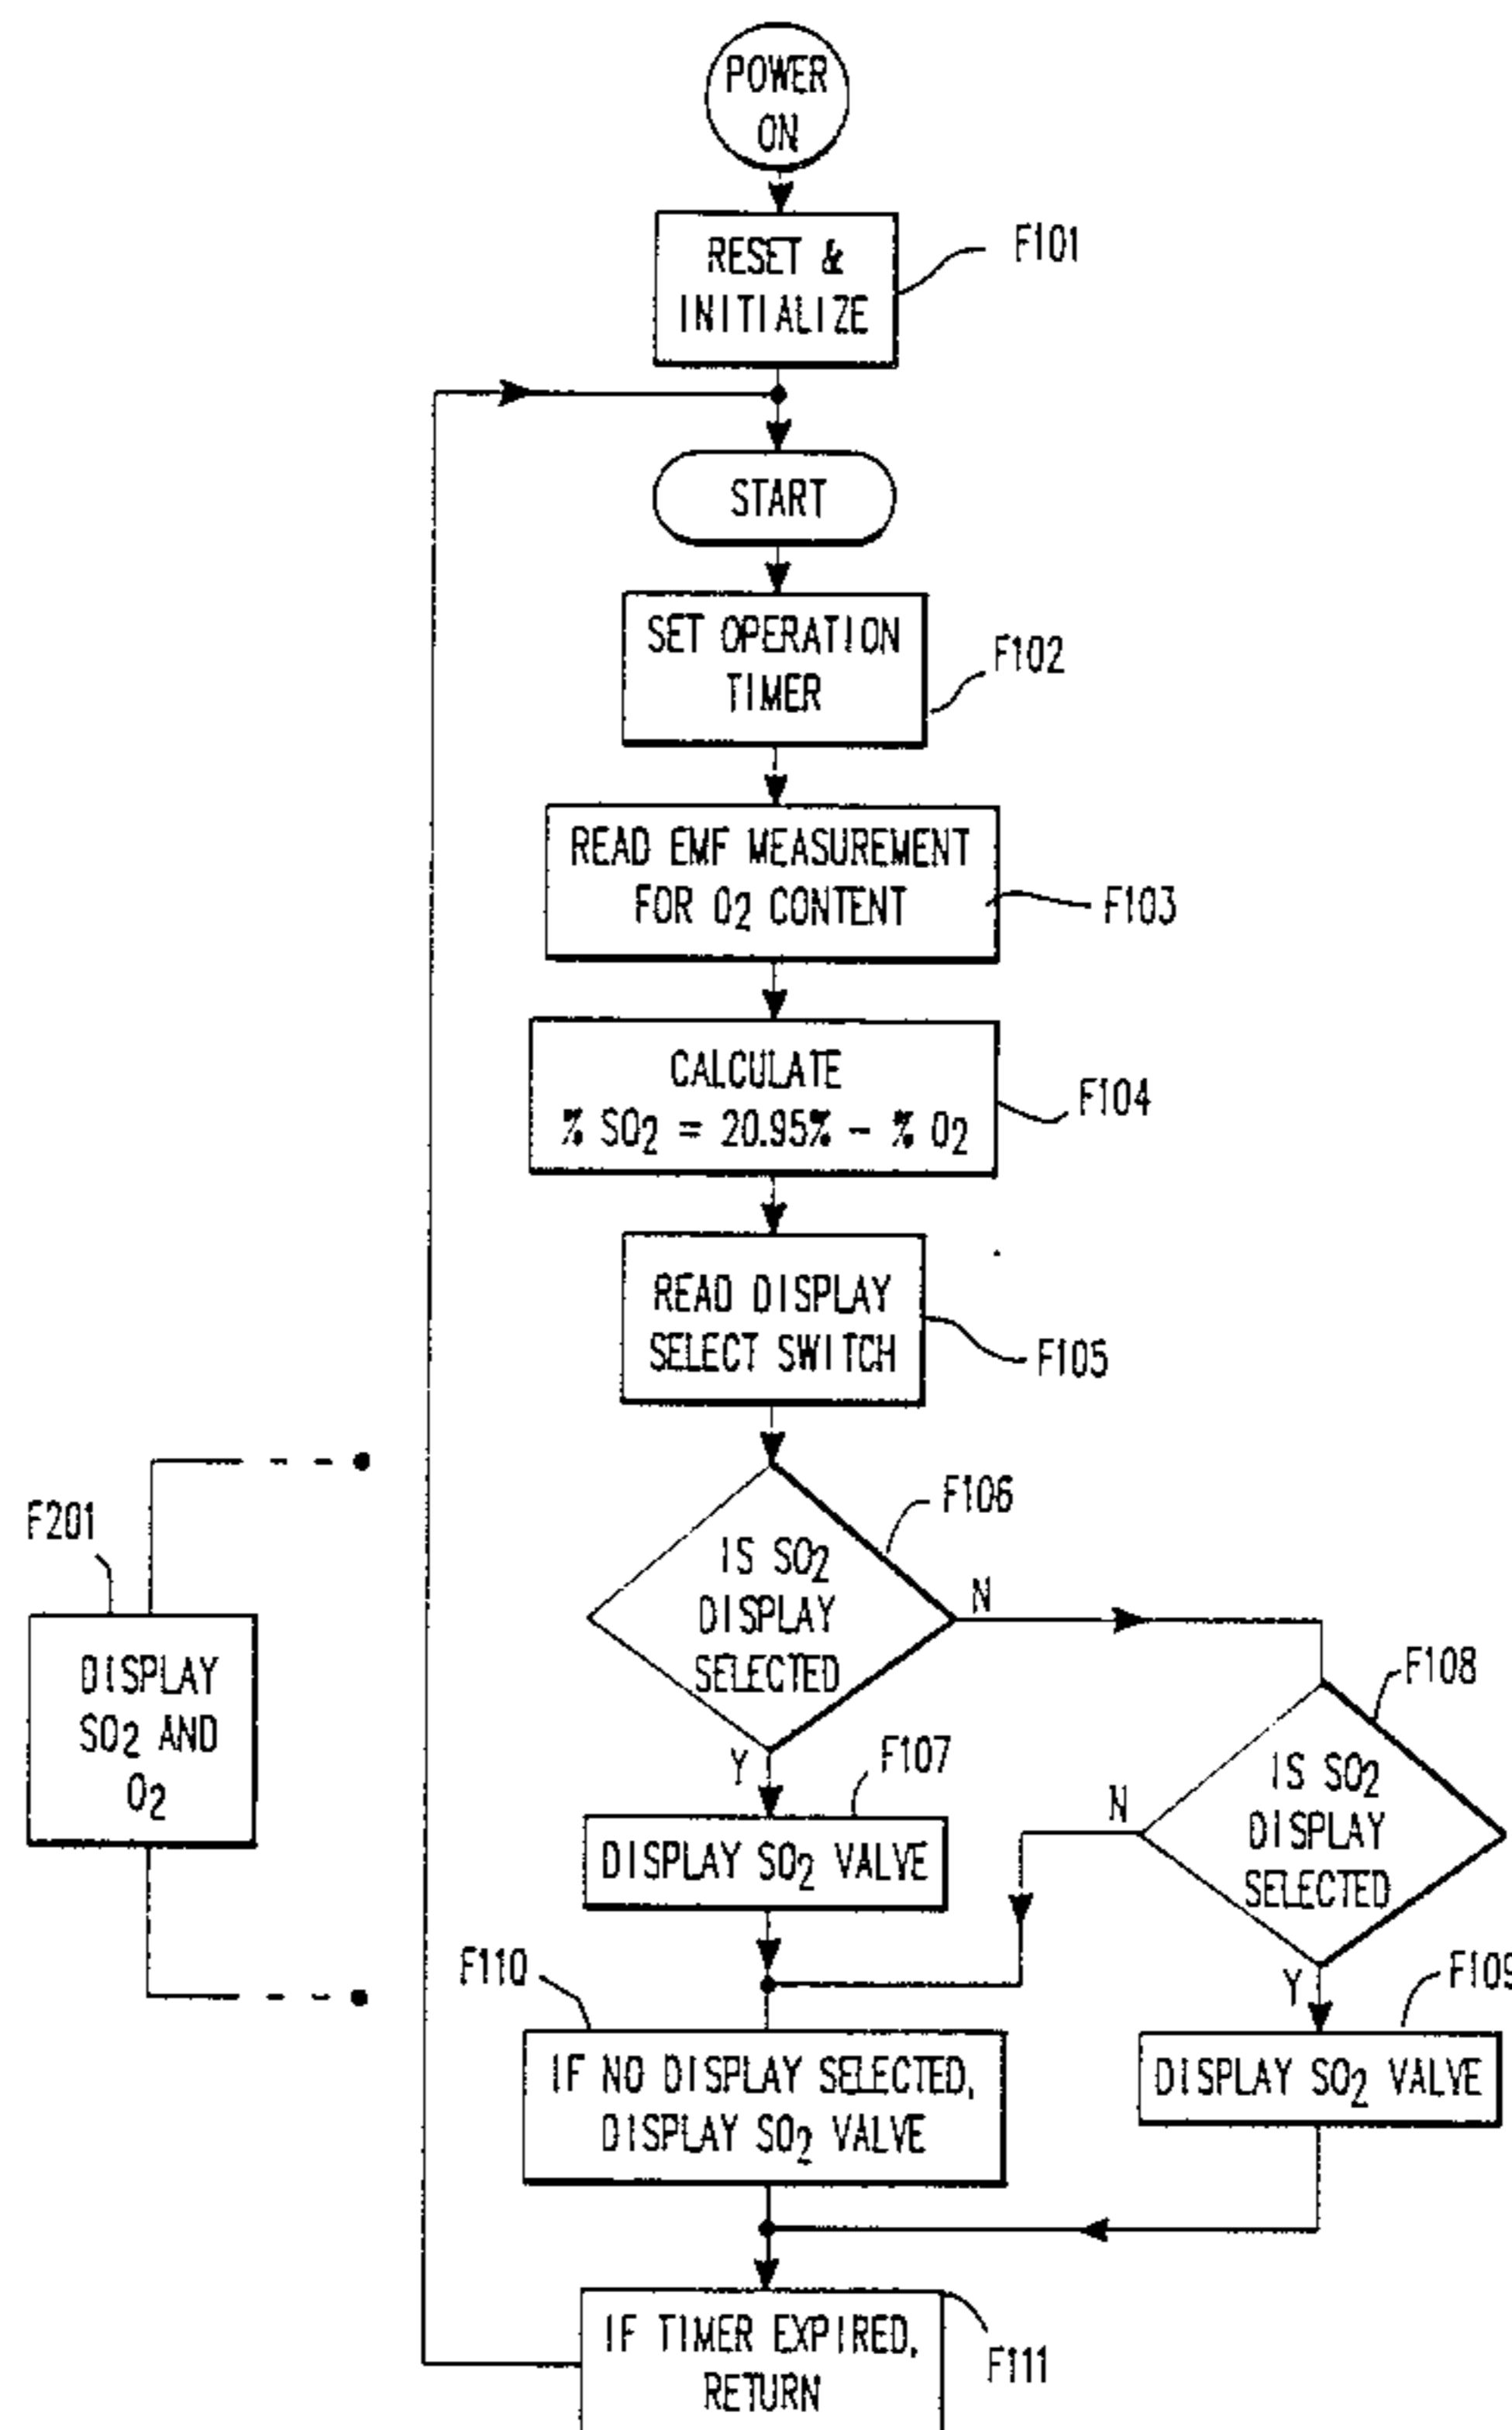 POWER
ON
RESET &
INITIALIZE
F101
START
SET OPERATION
TIMER
F102
READ EMF MEASUREMENT
FOR O2 CONTENT
F103
CALCULATE
% SO2 = 20.95% - % O2
F104
READ DISPLAY
SELECT SWITCH
F105
F106
IS SO2
DISPLAY
SELECTED
N
Y
F201
DISPLAY
SO2 AND
O2
F107
DISPLAY SO2 VALVE
F108
IS SO2
DISPLAY
SELECTED
N
Y
F109
DISPLAY SO2 VALVE
F110
IF NO DISPLAY SELECTED,
DISPLAY SO2 VALVE
IF TIMER EXPIRED,
RETURN
F111